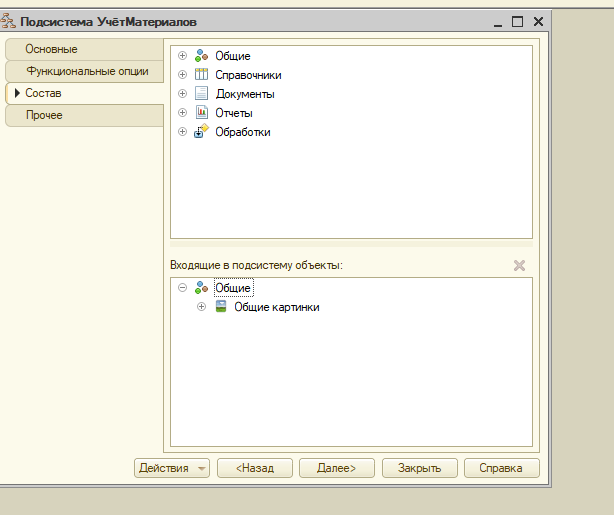 Подсистема УчётМатериалов
Основные
Функциональные опции
Состав
Прочее
Общие
Справочники
Документы
Отчеты
Обработки
Входящие в подсистему объекты:
Общие
Общие картинки
Действия
<Назад
Далее>
Закрыть
Справка